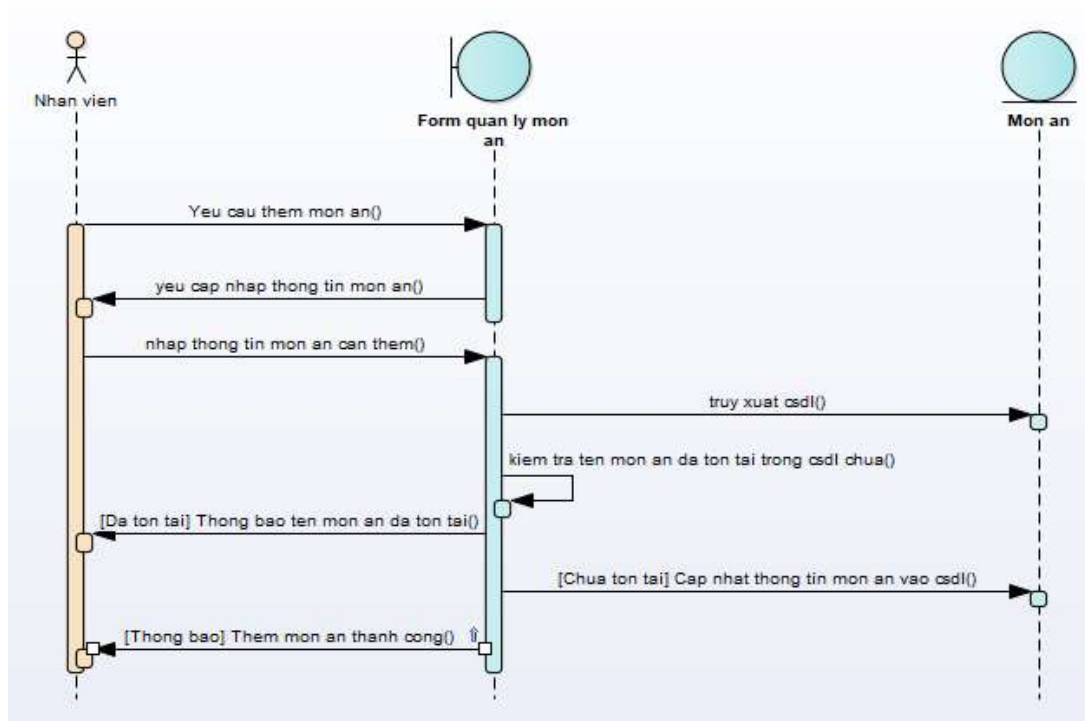 Nhan vien
Form quan ly mon
an
Mon an
Yeu cau them mon an()
yeu cap nhap thong tin mon an()
nhap thong tin mon an can them()
truy xuat csdl()
kiem tra ten mon an da ton tai trong csdl chua()
[Da ton tai] Thong bao ten mon an da ton tai()
[Chua ton tai] Cap nhat thong tin mon an vao csdl()
[Thong bao] Them mon an thanh cong()